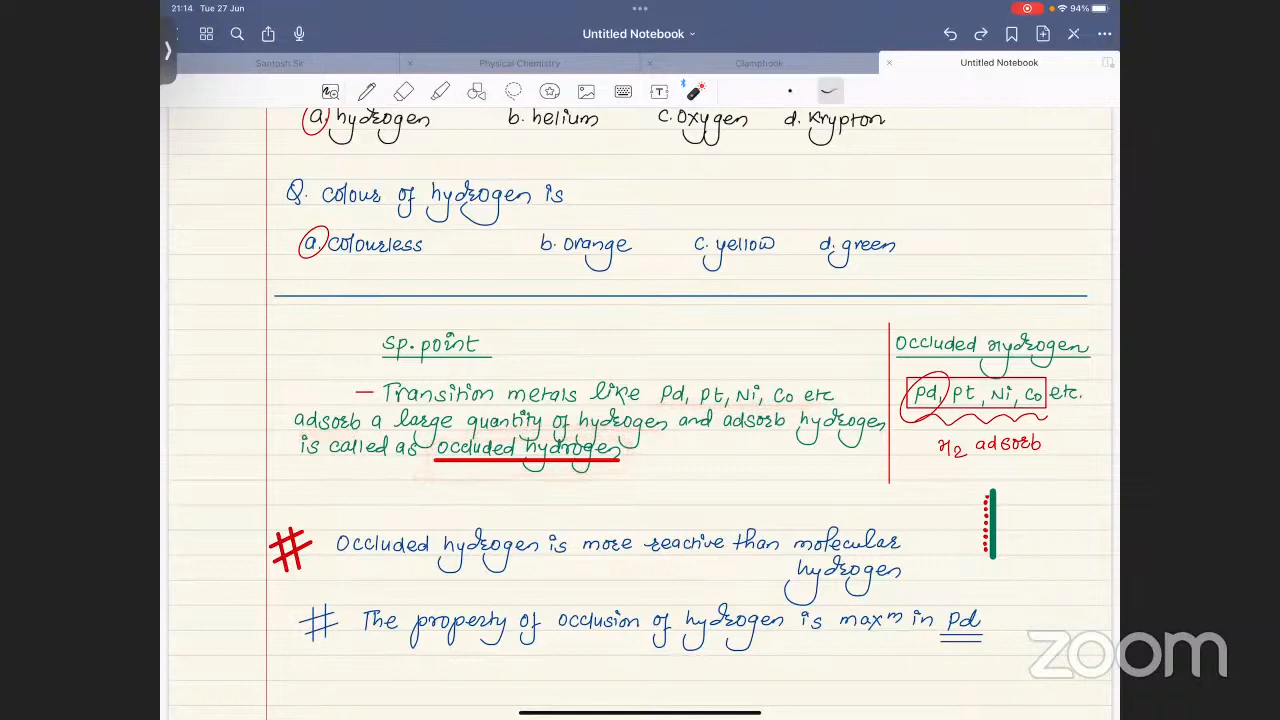 21:14 Tue 27 Jun
94%
Untitled Notebook
Santosh Sir
Physical Chemistry
Clamphook
Untitled Notebook
a. hydrogen b. helium c. oxygen d. krypton
Q. colour of hydrogen is
a. colourless b. orange c. yellow d. green
Sp. point
— Transition metals like Pd, Pt, Ni, Co etc
adsorb a large quantity of hydrogen and adsorb hydrogen
is called as occluded hydrogen
Occluded hydrogen
Pd, Pt, Ni, Co etc.
H2 adsorb
# Occluded hydrogen is more reactive than molecular
hydrogen
# The property of occlusion of hydrogen is maxm in Pd
zoom